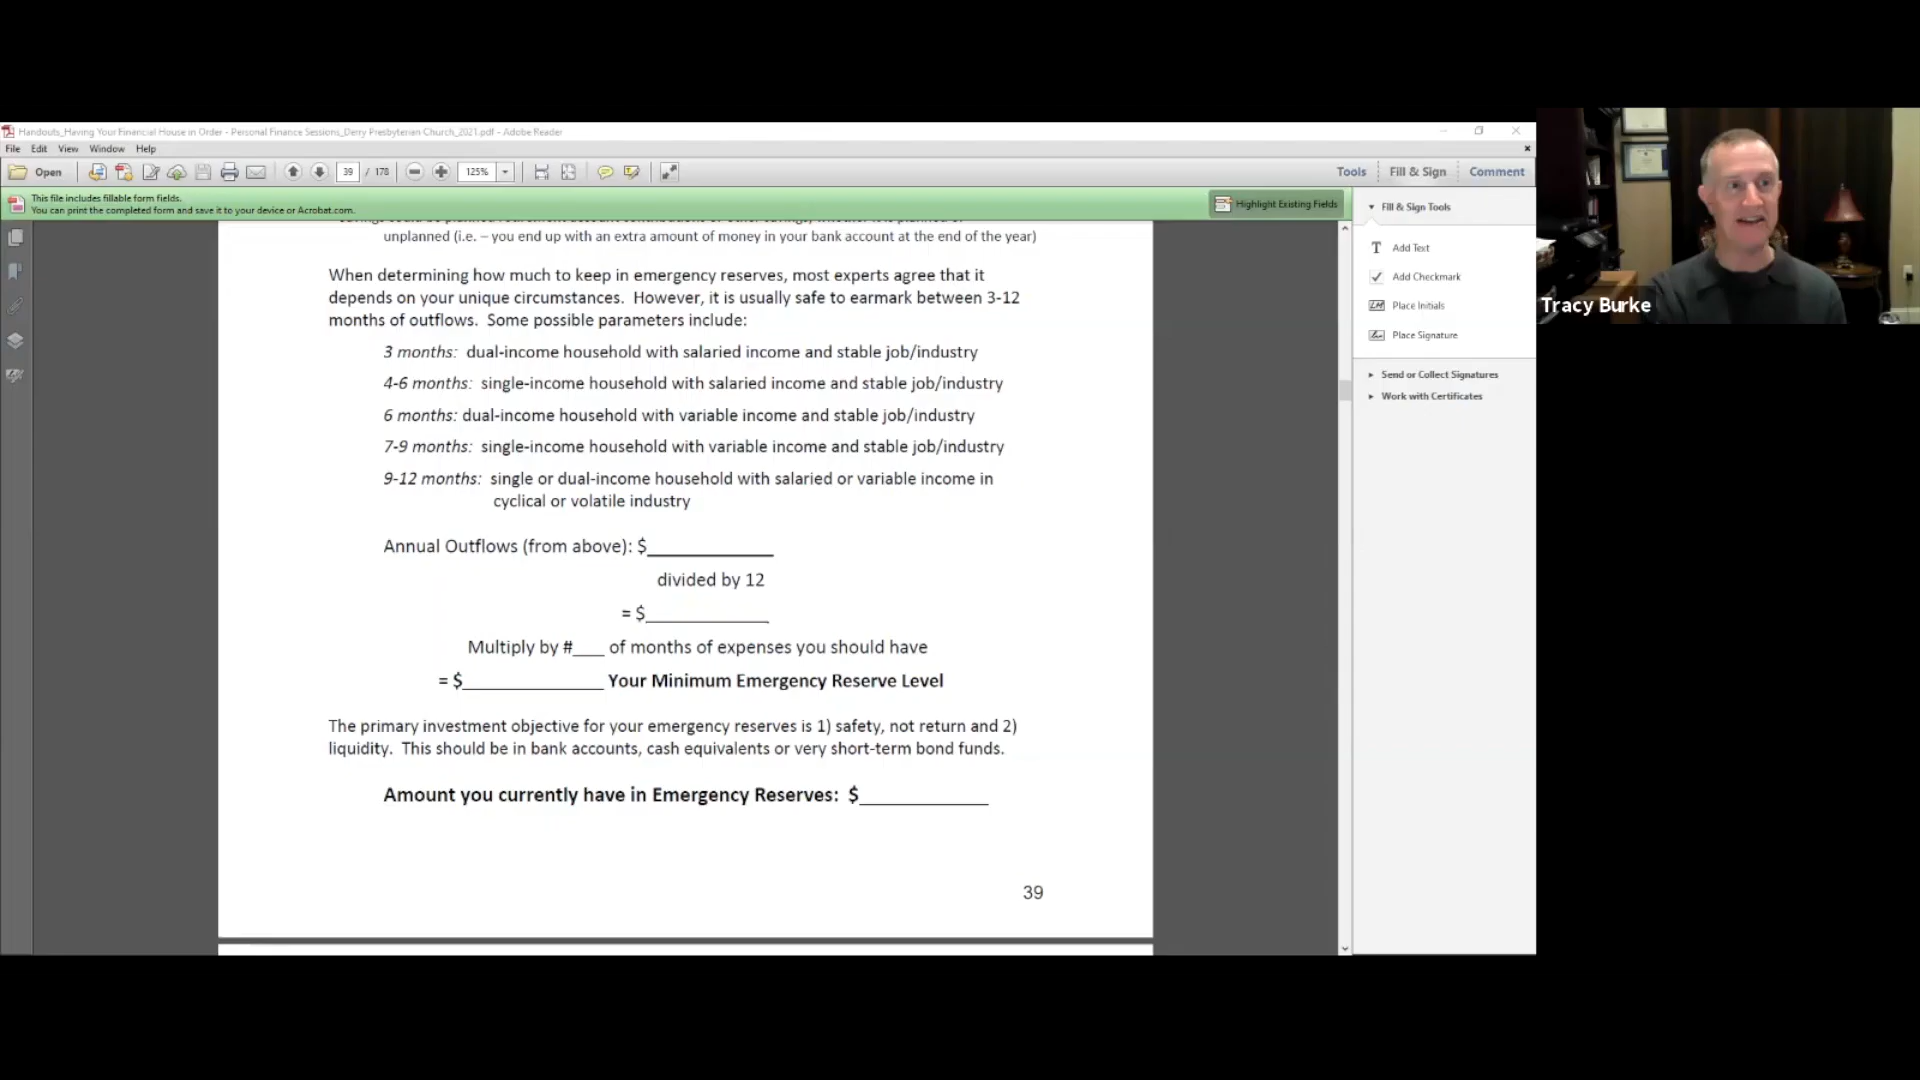 Handouts_Having Your Financial House in Order - Personal Finance Sessions_Derry Presbyterian Church_2021.pdf - Adobe Reader
File Edit View Window Help
Open 39 / 178 125% Tools Fill & Sign Comment
This file includes fillable form fields.
You can print the completed form and save it to your device or Acrobat.com.
Highlight Existing Fields
unplanned (i.e. – you end up with an extra amount of money in your bank account at the end of the year)
When determining how much to keep in emergency reserves, most experts agree that it
depends on your unique circumstances. However, it is usually safe to earmark between 3-12
months of outflows. Some possible parameters include:
3 months: dual-income household with salaried income and stable job/industry
4-6 months: single-income household with salaried income and stable job/industry
6 months: dual-income household with variable income and stable job/industry
7-9 months: single-income household with variable income and stable job/industry
9-12 months: single or dual-income household with salaried or variable income in
cyclical or volatile industry
Annual Outflows (from above): $____________
divided by 12
= $____________
Multiply by #___ of months of expenses you should have
= $______________ Your Minimum Emergency Reserve Level
The primary investment objective for your emergency reserves is 1) safety, not return and 2)
liquidity. This should be in bank accounts, cash equivalents or very short-term bond funds.
Amount you currently have in Emergency Reserves: $____________
39
Fill & Sign Tools
T Add Text
Add Checkmark
Place Initials
Place Signature
Send or Collect Signatures
Work with Certificates
Tracy Burke